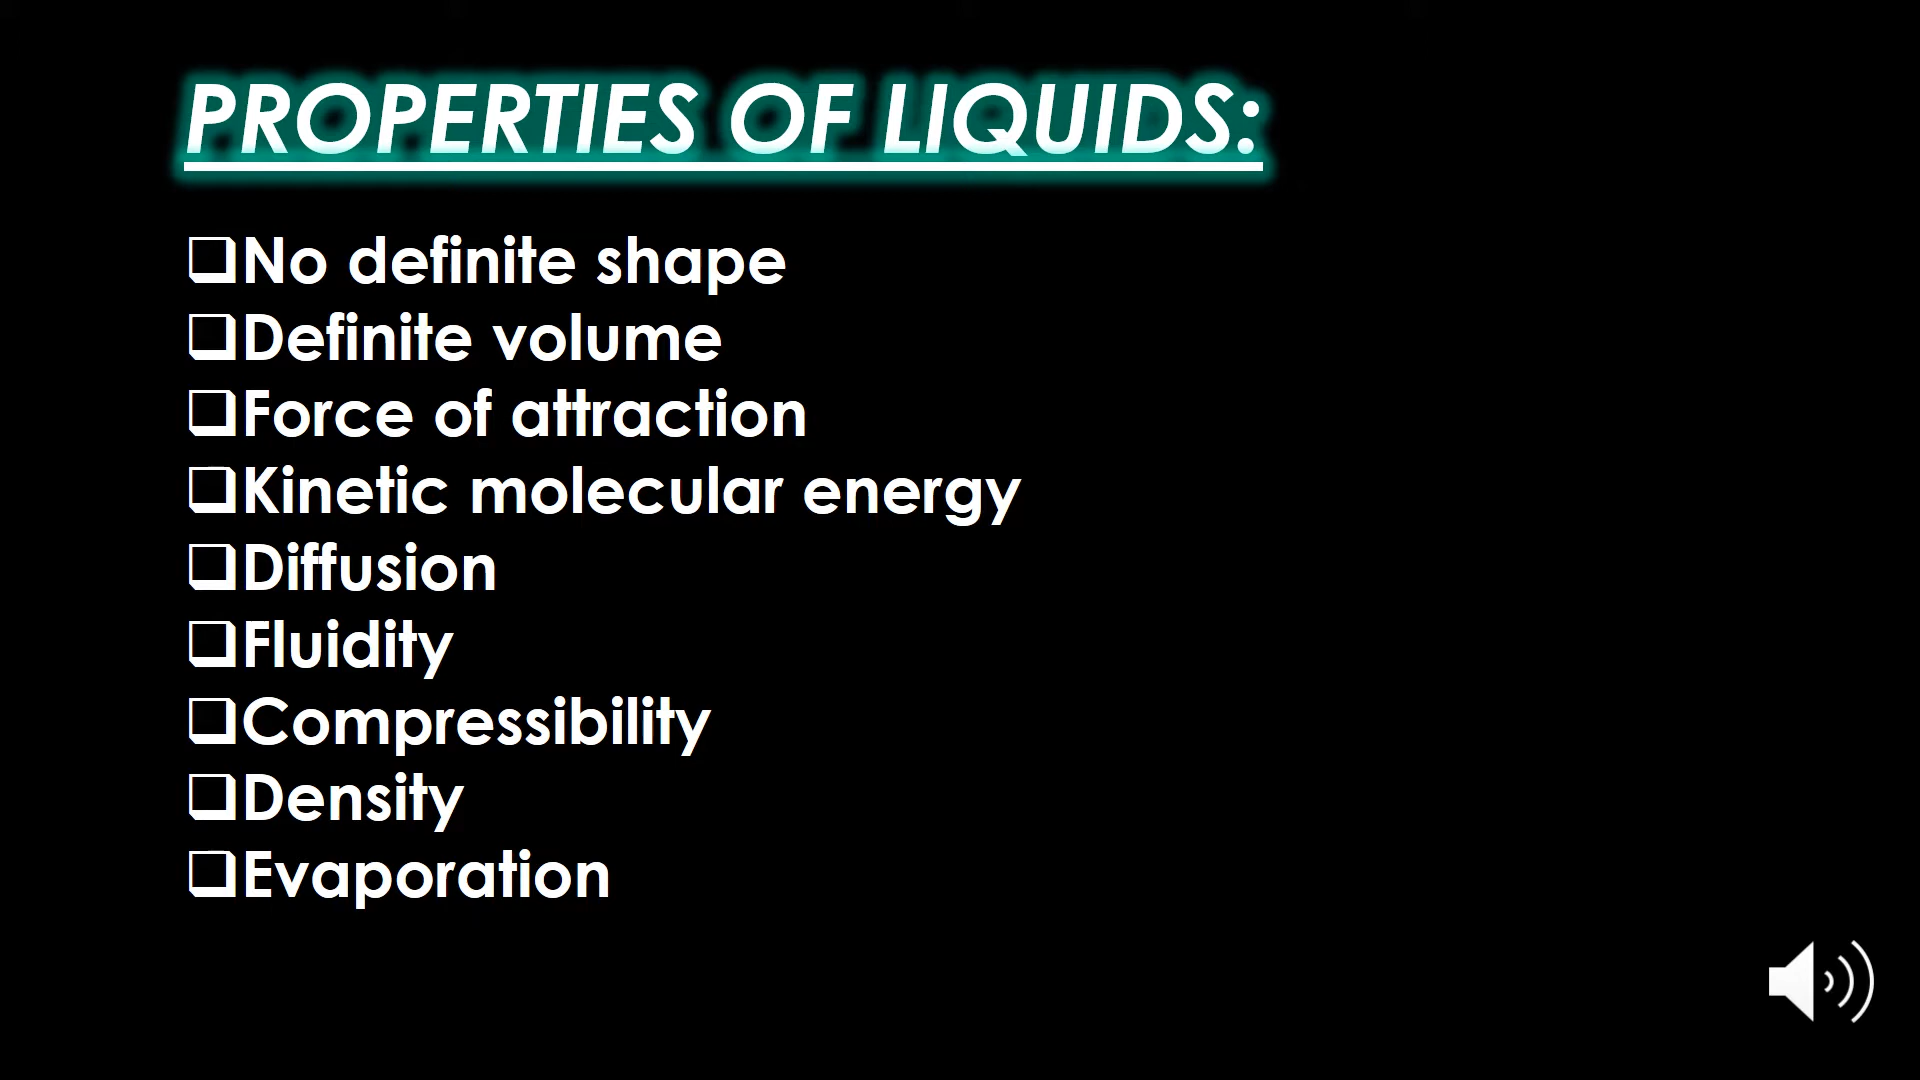 PROPERTIES OF LIQUIDS:
❑No definite shape
❑Definite volume
❑Force of attraction
❑Kinetic molecular energy
❑Diffusion
❑Fluidity
❑Compressibility
❑Density
❑Evaporation